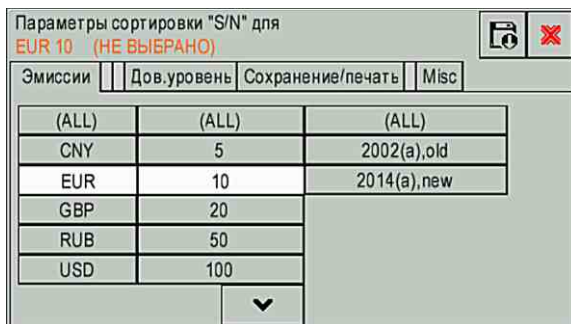 Параметры сортировки "S/N" для
EUR 10 (НЕ ВЫБРАНО)
Эмиссии Дов.уровень Сохранение/печать Misc
(ALL) (ALL) (ALL)
CNY 5 2002(a),old
EUR 10 2014(a),new
GBP 20
RUB 50
USD 100